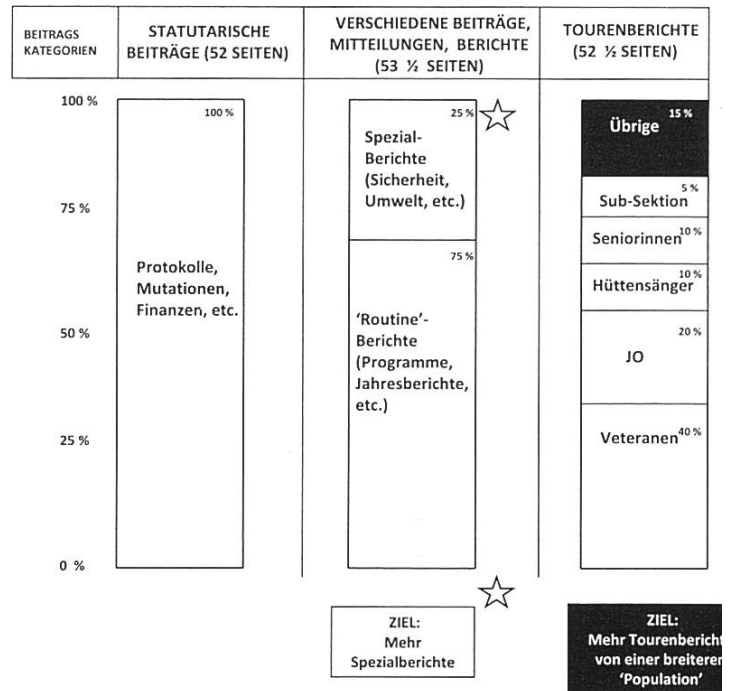 BEITRAGS
KATEGORIEN
STATUTARISCHE
BEITRÄGE (52 SEITEN)
VERSCHIEDENE BEITRÄGE,
MITTEILUNGEN, BERICHTE
(53 ½ SEITEN)
TOURENBERICHTE
(52 ½ SEITEN)
100 %
75 %
50 %
25 %
0 %
100 %
Protokolle,
Mutationen,
Finanzen, etc.
25 %
Spezial-
Berichte
(Sicherheit,
Umwelt, etc.)
75 %
‘Routine’-
Berichte
(Programme,
Jahresberichte,
etc.)
15 %
Übrige
5 %
Sub-Sektion
Seniorinnen 10 %
10 %
Hüttensänger
20 %
JO
Veteranen 40 %
ZIEL:
Mehr
Spezialberichte
ZIEL:
Mehr Tourenbericht
von einer breiterer
‘Population’